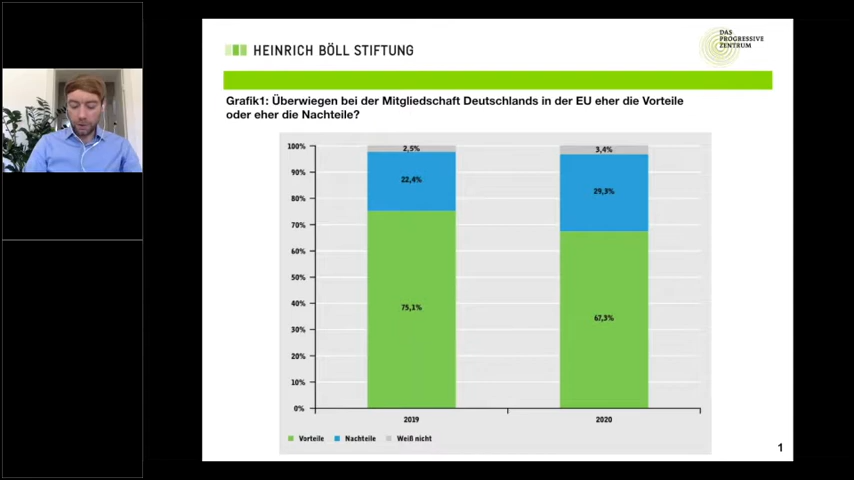 HEINRICH BÖLL STIFTUNG
DAS
PROGRESSIVE
ZENTRUM
Grafik1: Überwiegen bei der Mitgliedschaft Deutschlands in der EU eher die Vorteile
oder eher die Nachteile?
100%
90%
80%
70%
60%
50%
40%
30%
20%
10%
0%
2,5%
22,4%
75,1%
3,4%
29,3%
67,3%
2019
2020
Vorteile
Nachteile
Weiß nicht
1